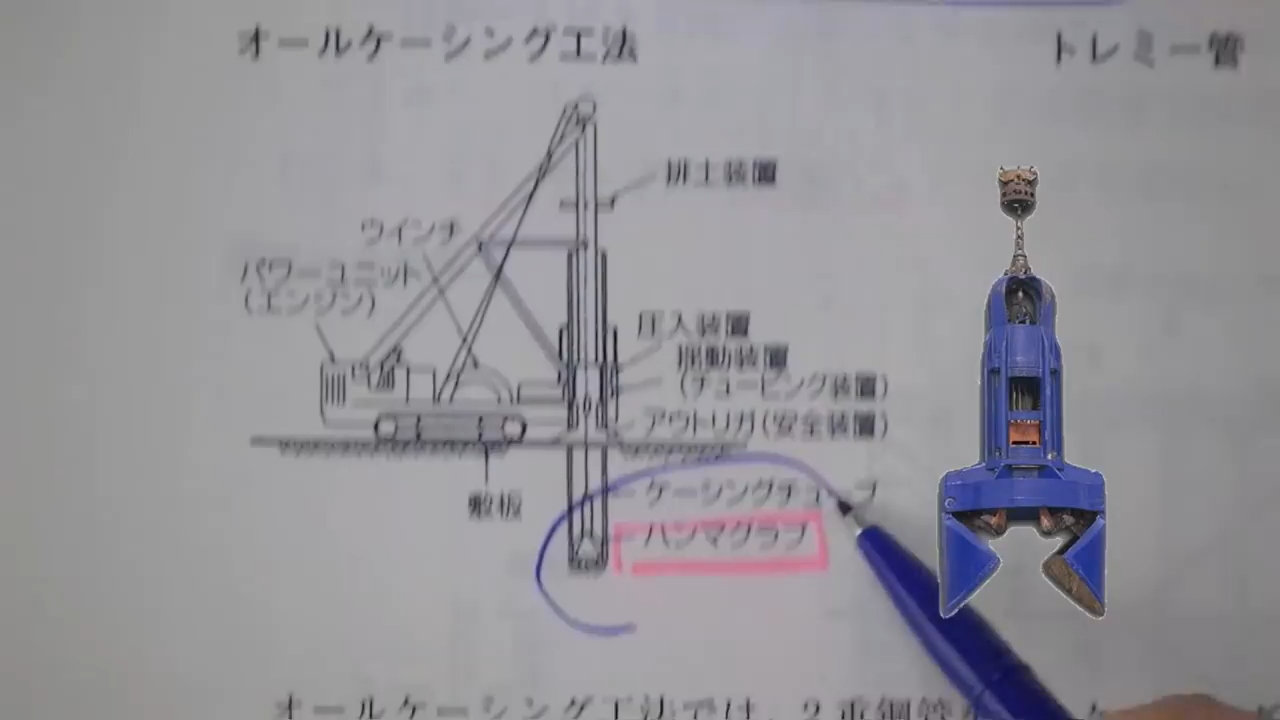 オールケーシング工法
トレミー管
排土装置
ウインチ
パワーユニット
(エンジン)
圧入装置
揺動装置
(チュービング装置)
アウトリガ(安全装置)
敷板
ケーシングチューブ
ハンマグラブ
オールケーシング工法では、2重鋼管